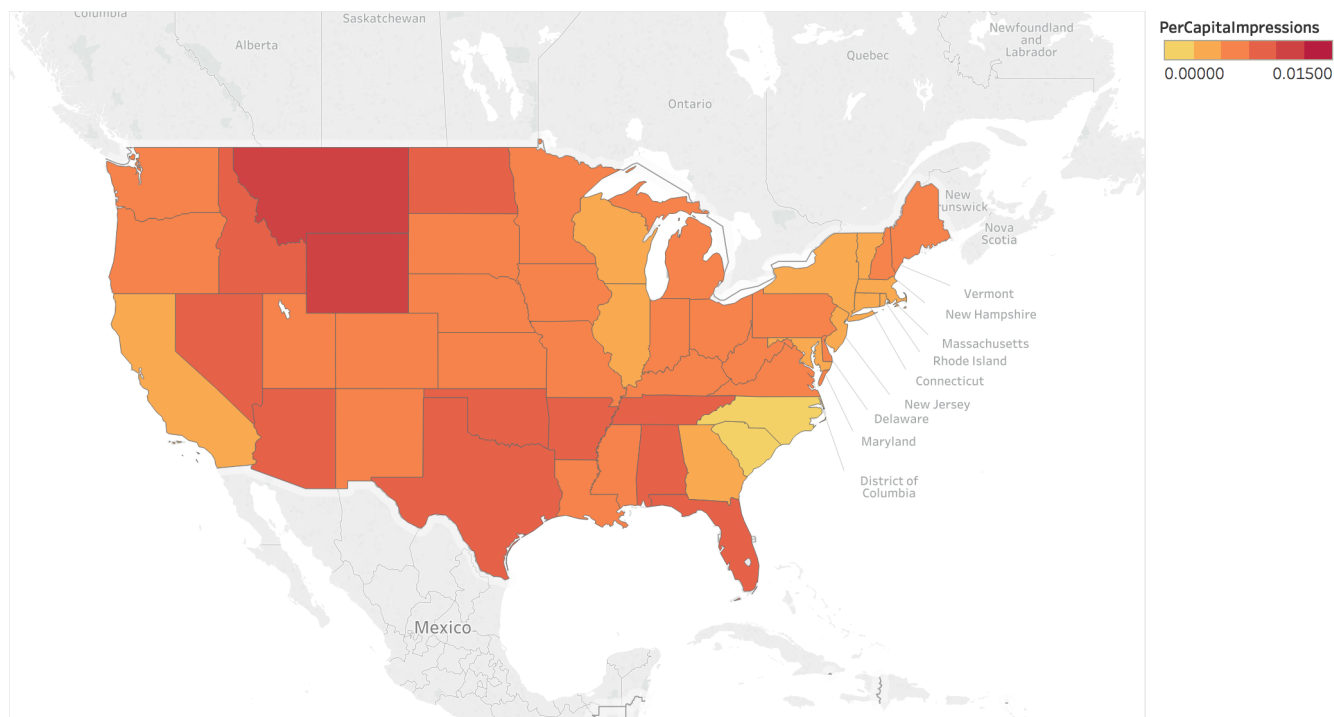 Columbia
Saskatchewan
Alberta
Newfoundland
and
Labrador
Quebec
Ontario
PerCapitaImpressions
0.00000
0.01500
New
runswick
Nova
Scotia
Vermont
New Hampshire
Massachusetts
Rhode Island
Connecticut
New Jersey
Delaware
Maryland
District of
Columbia
Mexico